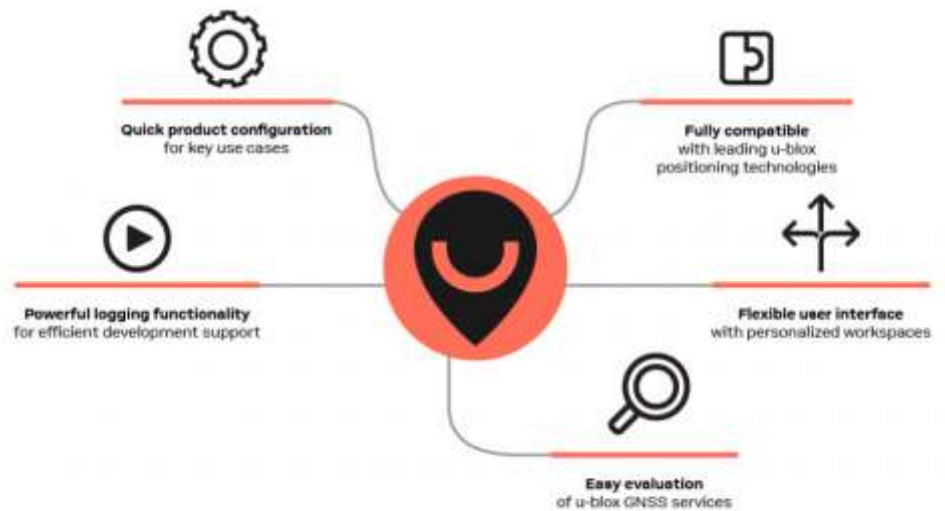 Quick product configuration
for key use cases
Fully compatible
with leading u-blox
positioning technologies
Powerful logging functionality
for efficient development support
Flexible user interface
with personalized workspaces
Easy evaluation
of u-blox GNSS services